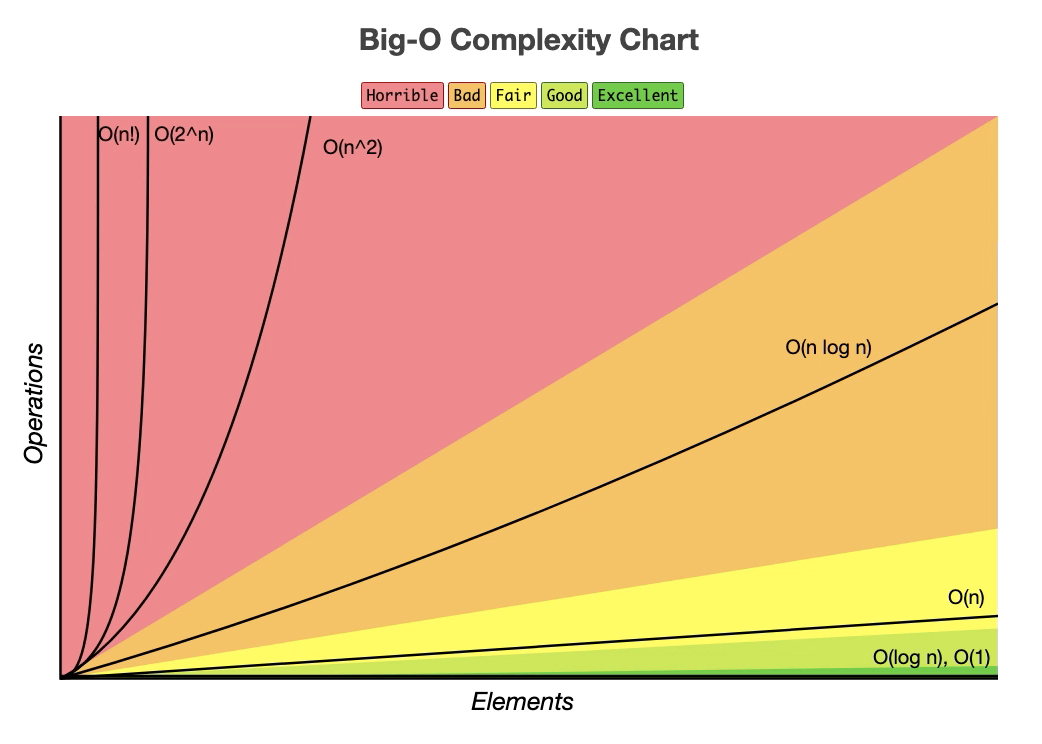 Big-O Complexity Chart
Horrible Bad Fair Good Excellent
O(n!) O(2^n)
O(n^2)
O(n log n)
Operations
O(n)
O(log n), O(1)
Elements